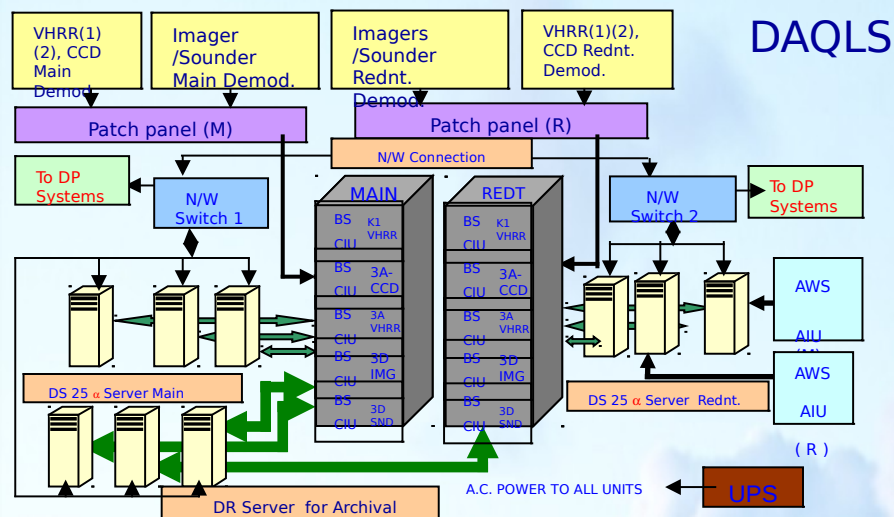 DAQLS
VHRR(1)
(2), CCD
Main
Demod.
Imager
/Sounder
Main Demod.
Imagers
/Sounder
Rednt.
Demod.
VHRR(1)(2),
CCD Rednt.
Demod.
Patch panel (M)
Patch panel (R)
N/W Connection
To DP
Systems
N/W
Switch 1
MAIN
REDT
N/W
Switch 2
To DP
Systems
BS
CIU
K1
VHRR
BS
CIU
3A-
CCD
BS
CIU
3A
VHRR
BS
CIU
3D
IMG
BS
CIU
3D
SND
BS
CIU
K1
VHRR
BS
CIU
3A-
CCD
BS
CIU
3A
VHRR
BS
CIU
3D
IMG
BS
CIU
3D
SND
AWS
AIU
(M)
AWS
AIU
( R )
DS 25 α Server Main
DS 25 α Server Rednt.
DR Server for Archival
A.C. POWER TO ALL UNITS
UPS